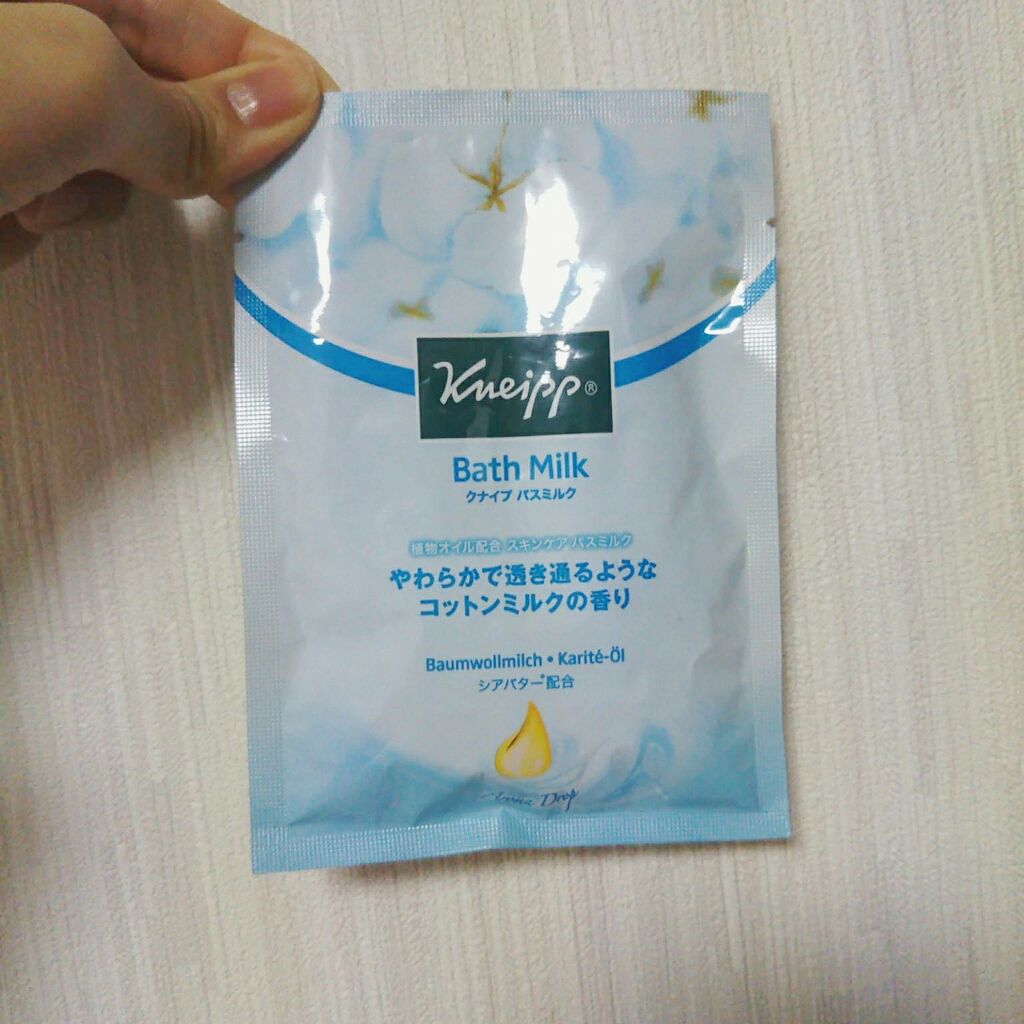 Kneipp®
Bath Milk
クナイプ バスミルク
植物オイル配合 スキンケア バスミルク
やわらかで透き通るような
コットンミルクの香り
Baumwollmilch • Karité-Öl
シアバター*配合
Drop